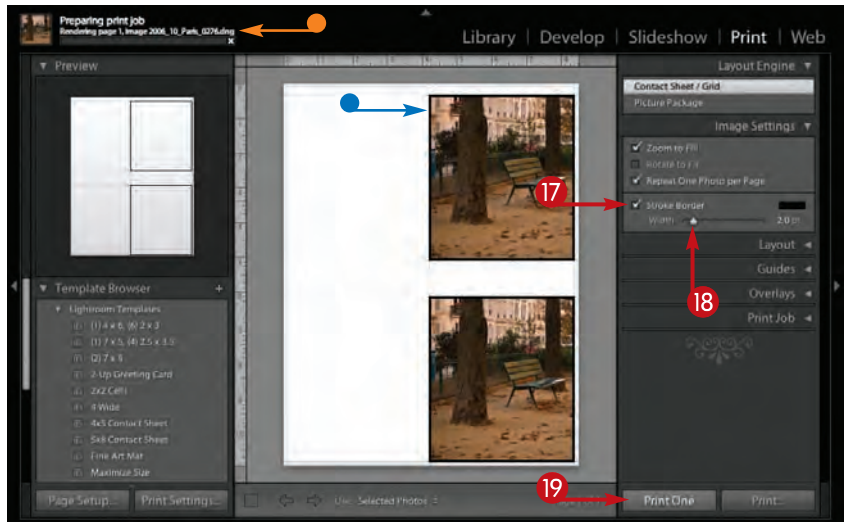 Preparing print job
Rendering page 1, Image 2006_10_Paris_0276.dng
Library | Develop | Slideshow | Print | Web
Preview
Template Browser +
Lightroom Templates
(1) 4 x 6, (6) 2 x 3
(1) 7 x 5, (4) 2.5 x 3.5
(2) 7 x 5
2-Up Greeting Card
2x2 Cells
4 Wide
4x5 Contact Sheet
5x8 Contact Sheet
Fine Art Mat
Maximize Size
Page Setup...
Print Settings...
Use: Selected Photos
Layout Engine
Contact Sheet / Grid
Picture Package
Image Settings
Zoom to Fill
Rotate to Fit
Repeat One Photo per Page
17
Stroke Border
Width 2.0 pt
18
Layout
Guides
Overlays
Print Job
19
Print One
Print...